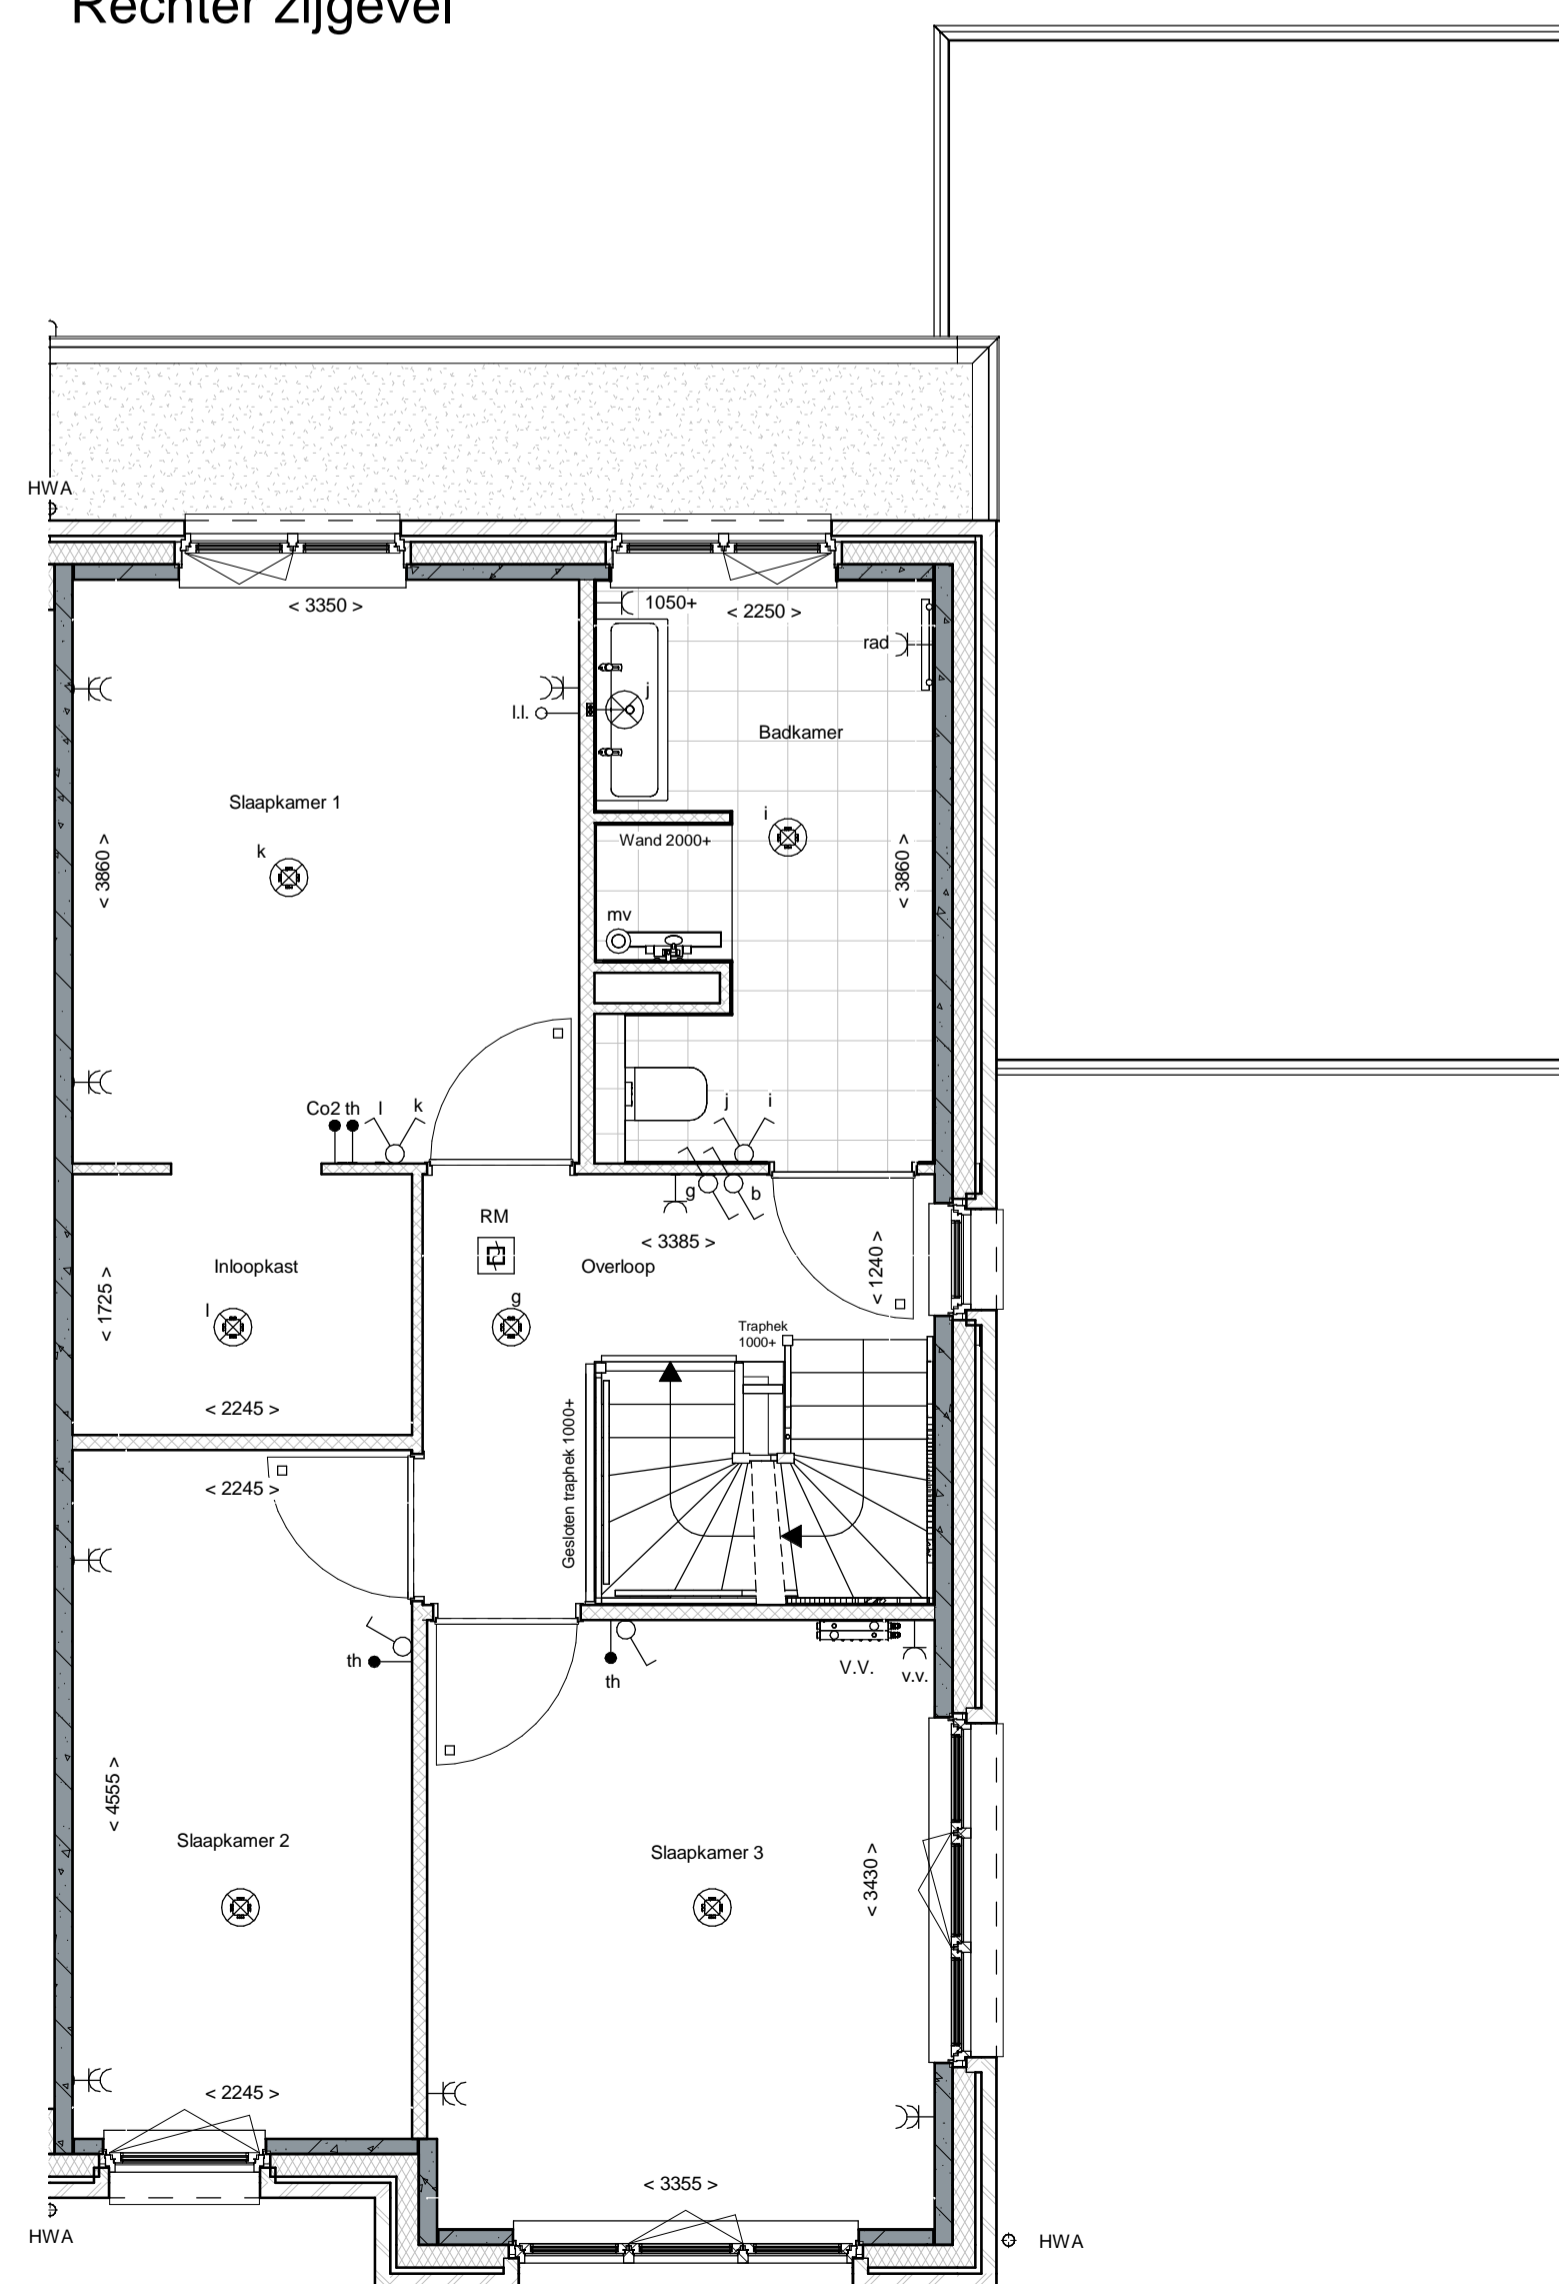 Rechter zijgevel
HWA
< 3350 >
1050+
< 2250 >
rad
j
l.l.
Badkamer
Slaapkamer 1
i
k
Wand 2000+
< 3860 >
< 3860 >
mv
Co2 th l k
j i
g b
RM
< 3385 >
Inloopkast
Overloop
< 1240 >
< 1725 >
l
g
Traphek
1000+
< 2245 >
Gesloten traphek 1000+
< 2245 >
th
th
V.V.
v.v.
< 4555 >
Slaapkamer 2
Slaapkamer 3
< 3430 >
< 2245 >
< 3355 >
HWA
HWA